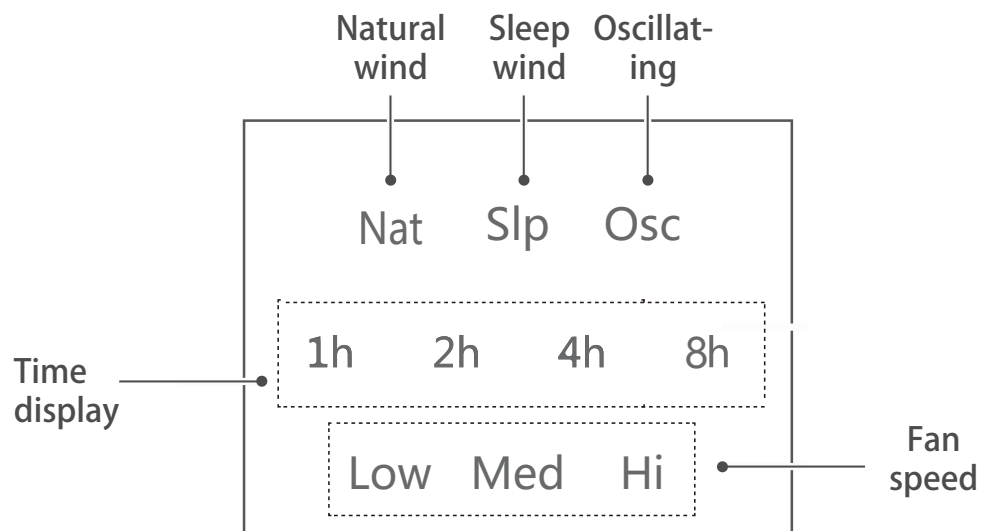 Natural wind
Sleep wind
Oscillat-
ing
Nat Slp Osc
1h 2h 4h 8h
Time display
Low Med Hi
Fan speed